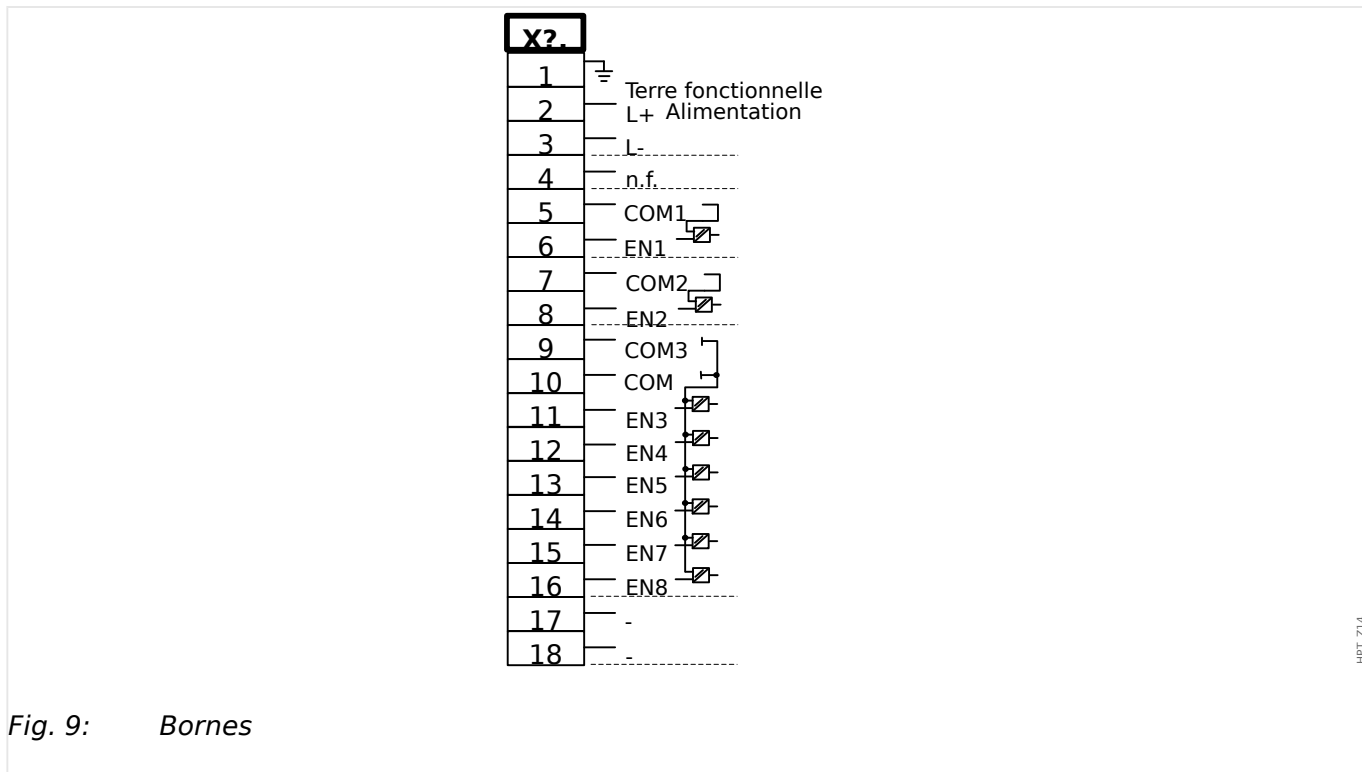 X?.
1
Terre fonctionnelle
2 L+ Alimentation
3 L-
4 n.f.
5 COM1
6 EN1
7 COM2
8 EN2
9 COM3
10 COM
11 EN3
12 EN4
13 EN5
14 EN6
15 EN7
16 EN8
17 -
18 -
HPT_Z14
Fig. 9: Bornes